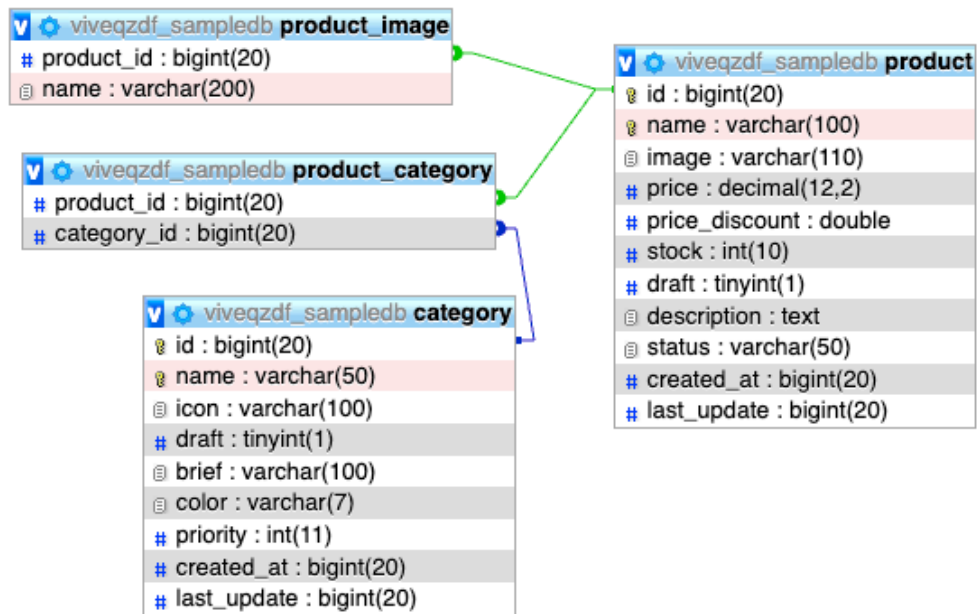 viveqzdf_sampledb product_image
product_id : bigint(20)
name : varchar(200)
viveqzdf_sampledb product_category
product_id : bigint(20)
category_id : bigint(20)
viveqzdf_sampledb category
id : bigint(20)
name : varchar(50)
icon : varchar(100)
draft : tinyint(1)
brief : varchar(100)
color : varchar(7)
priority : int(11)
created_at : bigint(20)
last_update : bigint(20)
viveqzdf_sampledb product
id : bigint(20)
name : varchar(100)
image : varchar(110)
price : decimal(12,2)
price_discount : double
stock : int(10)
draft : tinyint(1)
description : text
status : varchar(50)
created_at : bigint(20)
last_update : bigint(20)